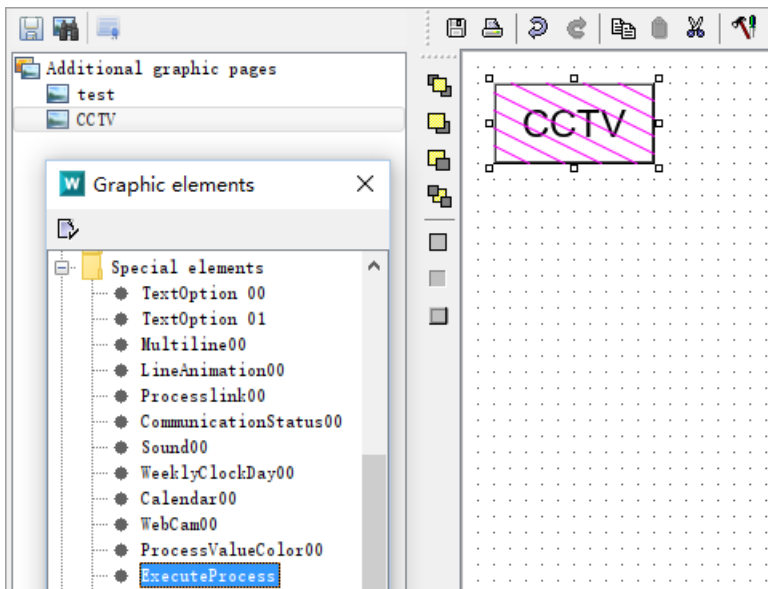 Additional graphic pages
test
CCTV
CCTV
W Graphic elements
Special elements
TextOption 00
TextOption 01
Multiline00
LineAnimation00
Processlink00
CommunicationStatus00
Sound00
WeeklyClockDay00
Calendar00
WebCam00
ProcessValueColor00
ExecuteProcess